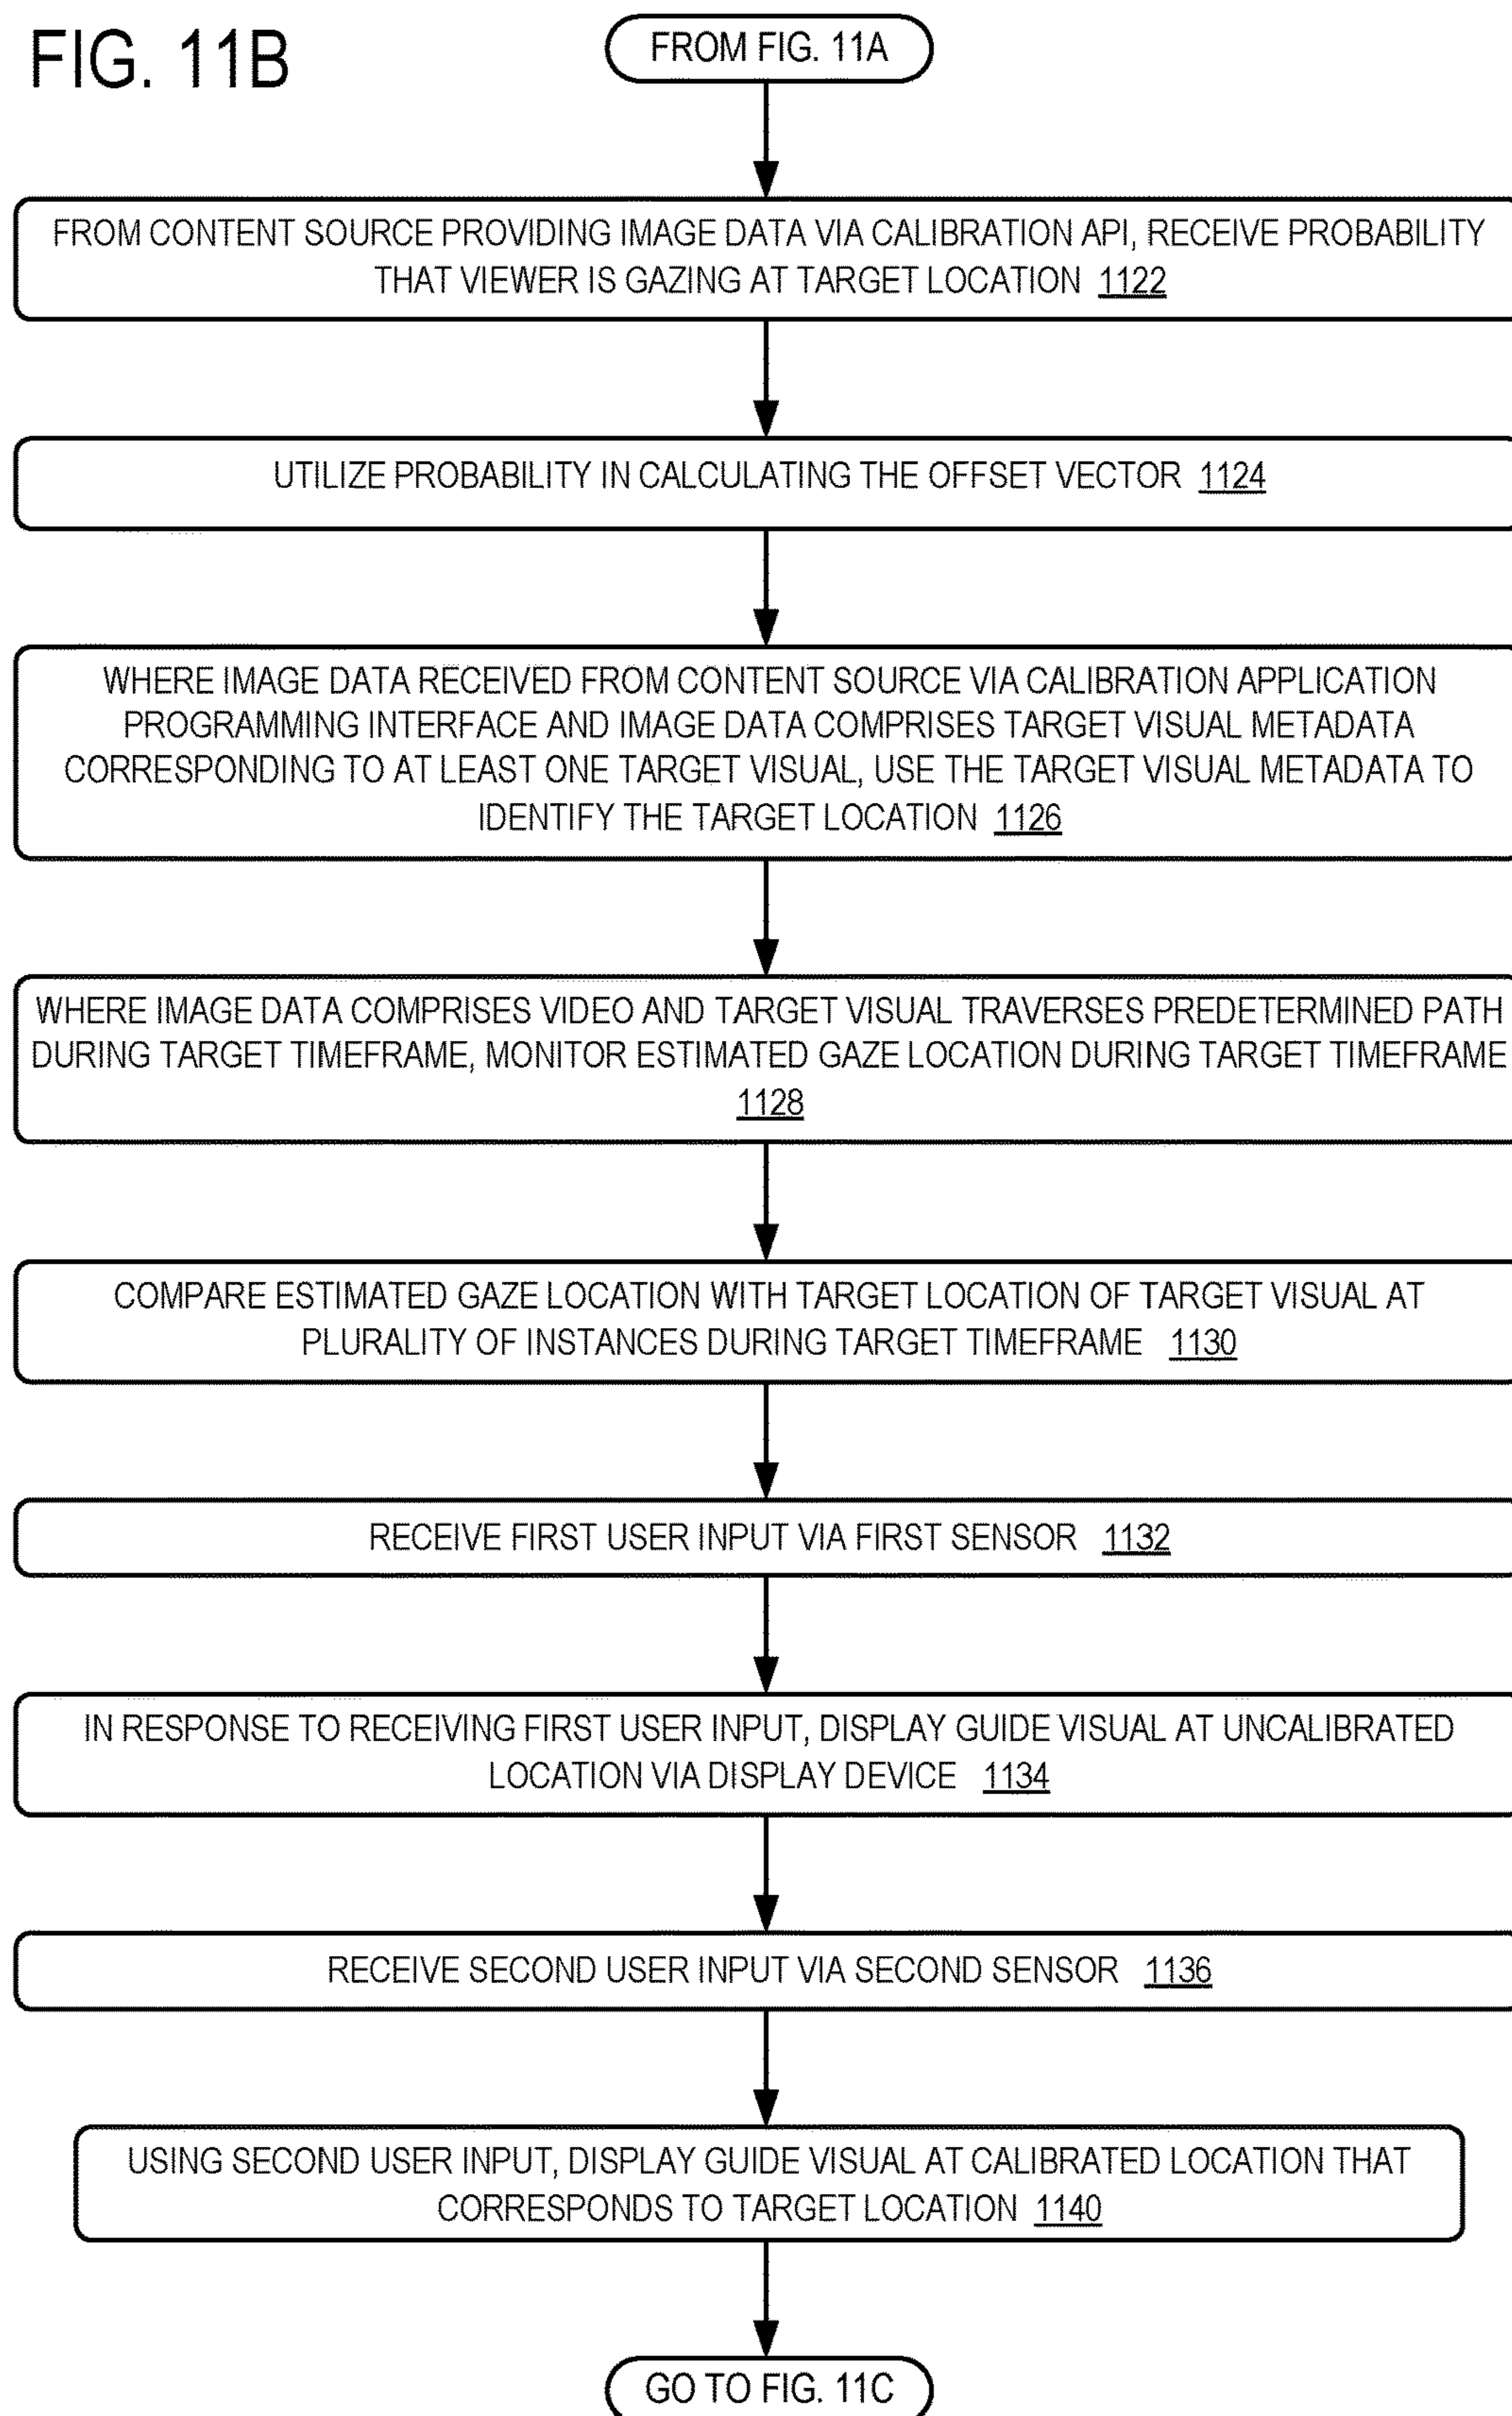 FIG. 11B
FROM FIG. 11A
FROM CONTENT SOURCE PROVIDING IMAGE DATA VIA CALIBRATION API, RECEIVE PROBABILITY
THAT VIEWER IS GAZING AT TARGET LOCATION 1122
UTILIZE PROBABILITY IN CALCULATING THE OFFSET VECTOR 1124
WHERE IMAGE DATA RECEIVED FROM CONTENT SOURCE VIA CALIBRATION APPLICATION
PROGRAMMING INTERFACE AND IMAGE DATA COMPRISES TARGET VISUAL METADATA
CORRESPONDING TO AT LEAST ONE TARGET VISUAL, USE THE TARGET VISUAL METADATA TO
IDENTIFY THE TARGET LOCATION 1126
WHERE IMAGE DATA COMPRISES VIDEO AND TARGET VISUAL TRAVERSES PREDETERMINED PATH
DURING TARGET TIMEFRAME, MONITOR ESTIMATED GAZE LOCATION DURING TARGET TIMEFRAME
1128
COMPARE ESTIMATED GAZE LOCATION WITH TARGET LOCATION OF TARGET VISUAL AT
PLURALITY OF INSTANCES DURING TARGET TIMEFRAME 1130
RECEIVE FIRST USER INPUT VIA FIRST SENSOR 1132
IN RESPONSE TO RECEIVING FIRST USER INPUT, DISPLAY GUIDE VISUAL AT UNCALIBRATED
LOCATION VIA DISPLAY DEVICE 1134
RECEIVE SECOND USER INPUT VIA SECOND SENSOR 1136
USING SECOND USER INPUT, DISPLAY GUIDE VISUAL AT CALIBRATED LOCATION THAT
CORRESPONDS TO TARGET LOCATION 1140
GO TO FIG. 11C